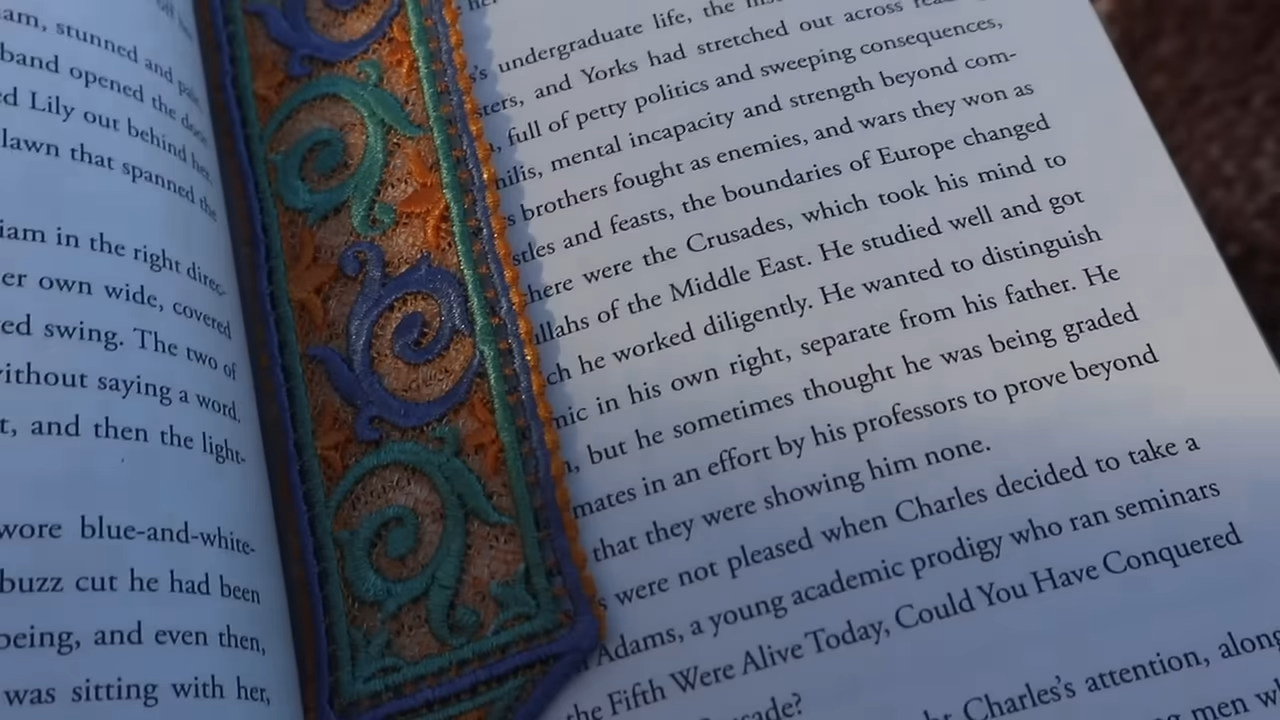 am, stunned and
band opened the
ed Lily out behind her.
lawn that spanned the
iam in the right direc-
er own wide, covered
ed swing. The two of
vithout saying a word.
t, and then the light-
wore blue-and-white-
buzz cut he had been
being, and even then,
was sitting with her,
her
's undergraduate life, the
sters, and Yorks had stretched out across
, full of petty politics and sweeping consequences,
hilis, mental incapacity and strength beyond com-
s brothers fought as enemies, and wars they won as
stles and feasts, the boundaries of Europe changed
here were the Crusades, which took his mind to
ullahs of the Middle East. He studied well and got
ch he worked diligently. He wanted to distinguish
mic in his own right, separate from his father. He
, but he sometimes thought he was being graded
mates in an effort by his professors to prove beyond
that they were showing him none.
s were not pleased when Charles decided to take a
Adams, a young academic prodigy who ran seminars
the Fifth Were Alive Today, Could You Have Conquered
sade?
Charles's attention, along
men